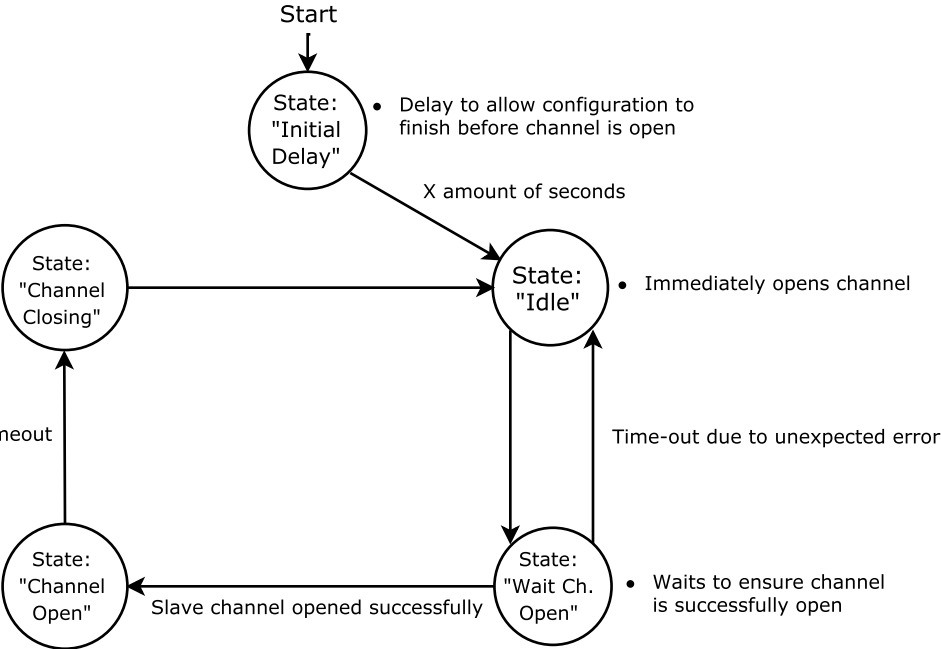 Start
State:
"Initial
Delay"
• Delay to allow configuration to
finish before channel is open
X amount of seconds
State:
"Channel
Closing"
State:
"Idle"
• Immediately opens channel
Time-out due to unexpected error
State:
"Channel
Open"
Slave channel opened successfully
State:
"Wait Ch.
Open"
• Waits to ensure channel
is successfully open